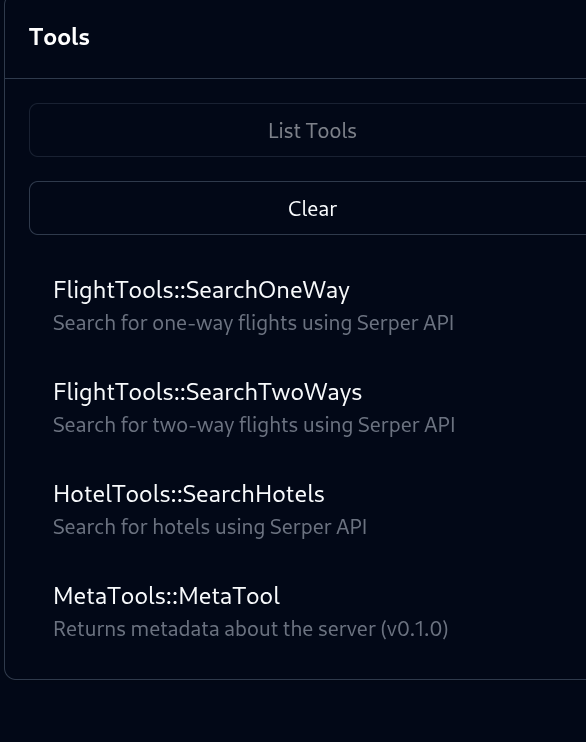 Tools
List Tools
Clear
FlightTools::SearchOneWay
Search for one-way flights using Serper API
FlightTools::SearchTwoWays
Search for two-way flights using Serper API
HotelTools::SearchHotels
Search for hotels using Serper API
MetaTools::MetaTool
Returns metadata about the server (v0.1.0)